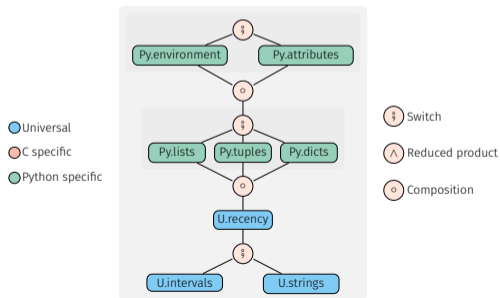 ;
Py.environment Py.attributes
○
;
Py.lists Py.tuples Py.dicts
○
U.recency
;
U.intervals U.strings
Universal
C specific
Python specific
; Switch
∧ Reduced product
○ Composition